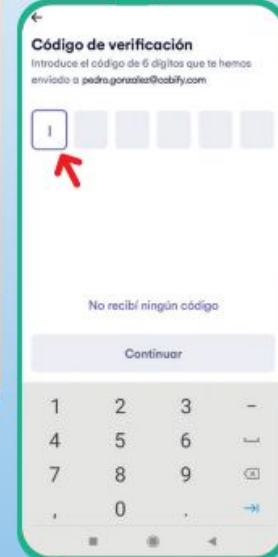 Código de verificación
Introduce el código de 6 dígitos que te hemos
enviado a pedro.gonzalez@cabify.com
No recibí ningún código
Continuar
1 2 3 -
4 5 6
7 8 9
, 0 .